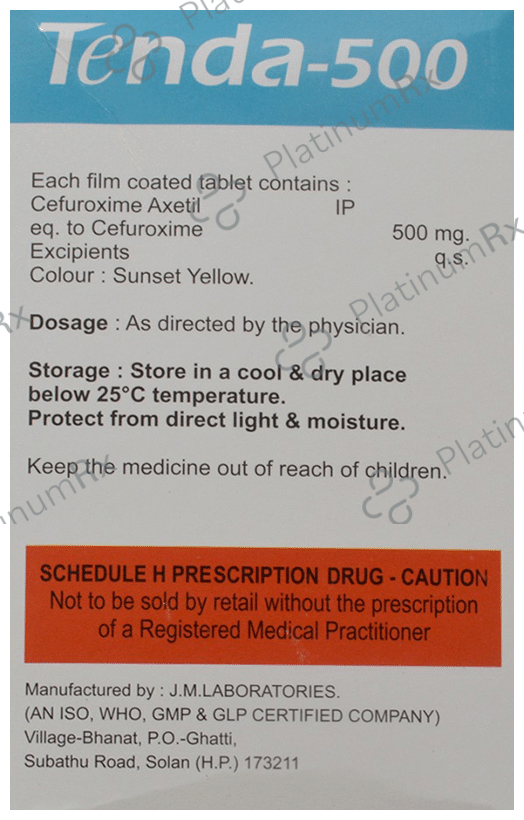 Tenda-500
Each film coated tablet contains :
Cefuroxime Axetil IP
eq. to Cefuroxime 500 mg.
Excipients q.s.
Colour : Sunset Yellow.
Dosage : As directed by the physician.
Storage : Store in a cool & dry place
below 25°C temperature.
Protect from direct light & moisture.
Keep the medicine out of reach of children.
SCHEDULE H PRESCRIPTION DRUG - CAUTION
Not to be sold by retail without the prescription
of a Registered Medical Practitioner
Manufactured by : J.M.LABORATORIES.
(AN ISO, WHO, GMP & GLP CERTIFIED COMPANY)
Village-Bhanat, P.O.-Ghatti,
Subathu Road, Solan (H.P.) 173211
PlatinumRx
PlatinumRx